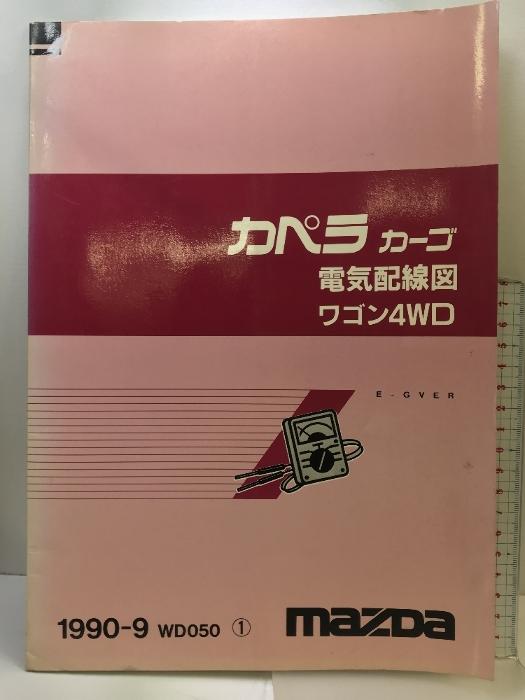 カペラ カーゴ
電気配線図
ワゴン4WD
E-GVER
1990-9 WD050 ①
mazda